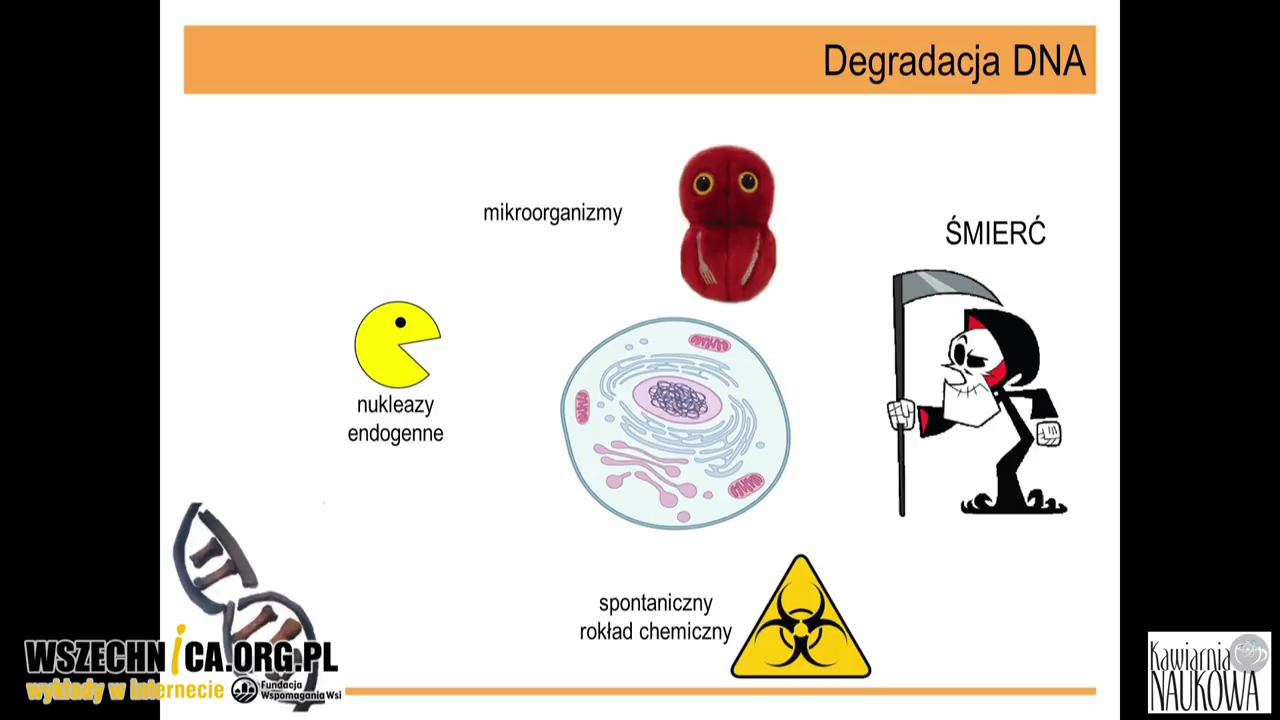 Degradacja DNA
mikroorganizmy
ŚMIERĆ
nukleazy
endogenne
spontaniczny
rokład chemiczny
WSZECHNiCA.ORG.PL
wykłady w internecie
Fundacja
Wspomagania Wsi
Kawiarnia
NAUKOWA